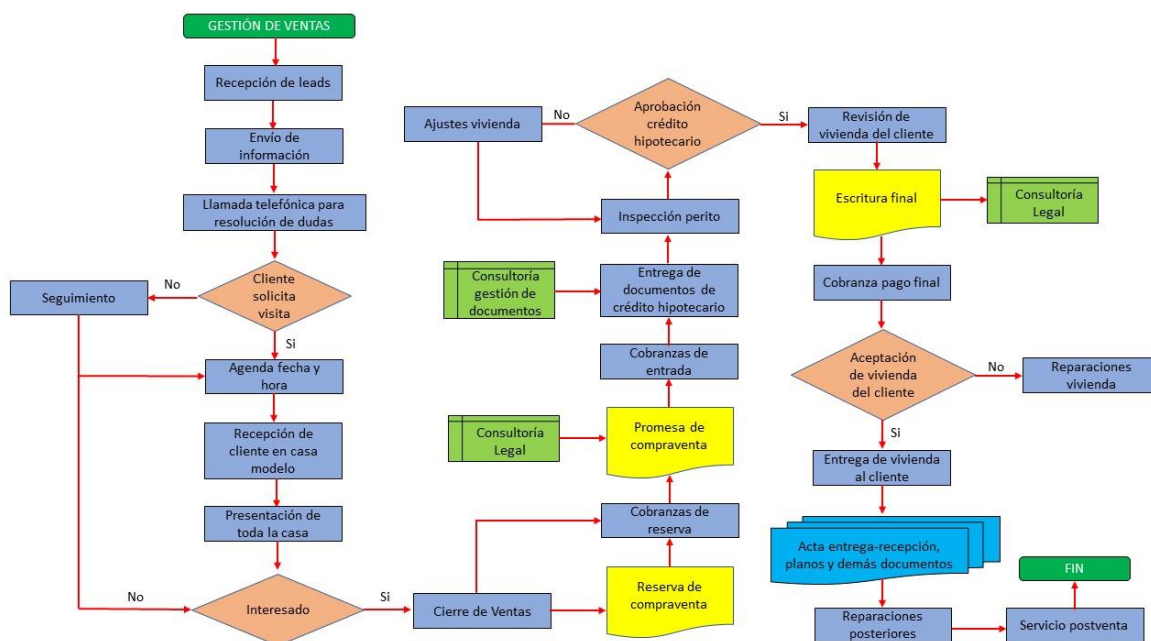 GESTIÓN DE VENTAS
Recepción de leads
Envío de
información
Llamada telefónica para
resolución de dudas
Cliente
solicita
visita
No
Seguimiento
Si
Agenda fecha y
hora
Recepción de
cliente en casa
modelo
Presentación de
toda la casa
Interesado
No
Si
Cierre de Ventas
Reserva de
compraventa
Cobranzas de
reserva
Promesa de
compraventa
Consultoría
Legal
Cobranzas de
entrada
Entrega de
documentos de
crédito hipotecario
Consultoría
gestión de
documentos
Inspección perito
Aprobación
crédito
hipotecario
No
Ajustes vivienda
Si
Revisión de
vivienda del cliente
Escritura final
Consultoría
Legal
Cobranza pago final
Aceptación
de vivienda
del cliente
No
Reparaciones
vivienda
Si
Entrega de vivienda
al cliente
Acta entrega-recepción,
planos y demás documentos
Reparaciones
posteriores
Servicio postventa
FIN